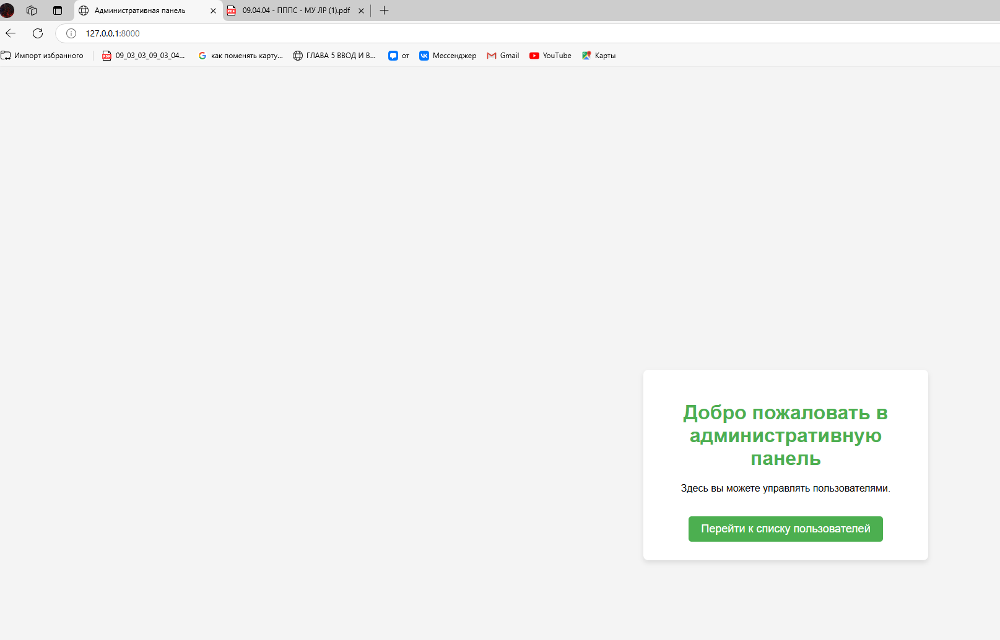 Административная панель
09.04.04 - ПППС - МУ ЛР (1).pdf
127.0.0.1:8000
Импорт избранного
09_03_03_09_03_04...
как поменять карту...
ГЛАВА 5 ВВОД И В...
от
Мессенджер
Gmail
YouTube
Карты
Добро пожаловать в
административную
панель
Здесь вы можете управлять пользователями.
Перейти к списку пользователей